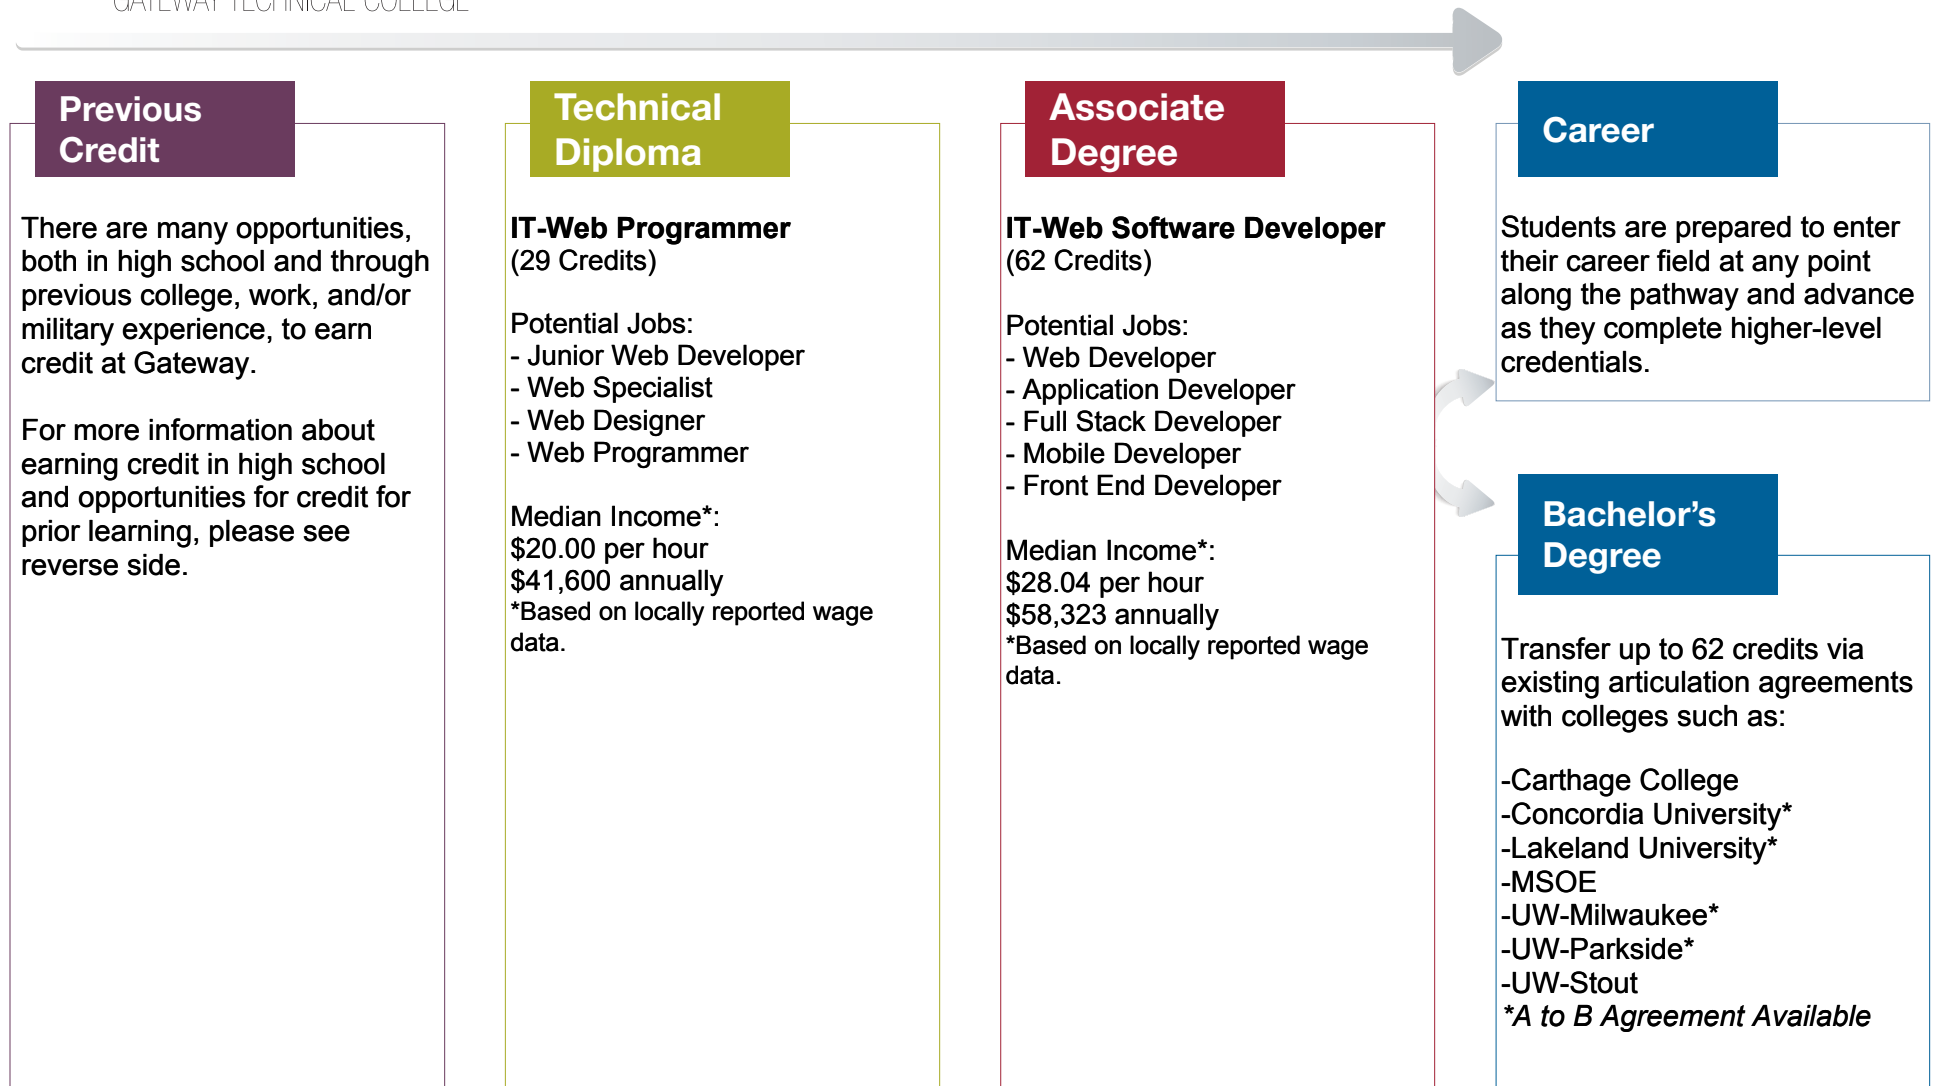 GATEWAY TECHNICAL COLLEGE
Previous
Credit
There are many opportunities,
both in high school and through
previous college, work, and/or
military experience, to earn
credit at Gateway.
For more information about
earning credit in high school
and opportunities for credit for
prior learning, please see
reverse side.
Technical
Diploma
IT-Web Programmer
(29 Credits)
Potential Jobs:
- Junior Web Developer
- Web Specialist
- Web Designer
- Web Programmer
Median Income*:
$20.00 per hour
$41,600 annually
*Based on locally reported wage
data.
Associate
Degree
IT-Web Software Developer
(62 Credits)
Potential Jobs:
- Web Developer
- Application Developer
- Full Stack Developer
- Mobile Developer
- Front End Developer
Median Income*:
$28.04 per hour
$58,323 annually
*Based on locally reported wage
data.
Career
Students are prepared to enter
their career field at any point
along the pathway and advance
as they complete higher-level
credentials.
Bachelor’s
Degree
Transfer up to 62 credits via
existing articulation agreements
with colleges such as:
-Carthage College
-Concordia University*
-Lakeland University*
-MSOE
-UW-Milwaukee*
-UW-Parkside*
-UW-Stout
*A to B Agreement Available